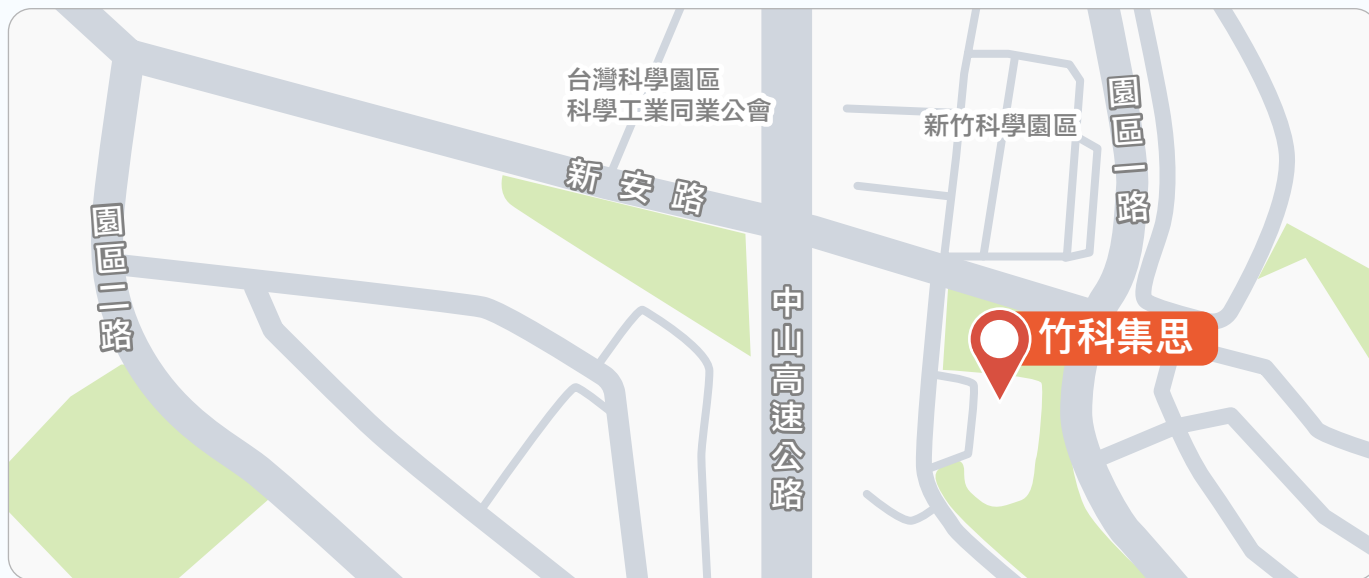 台灣科學園區
科學工業同業公會
新竹科學園區
園區一路
新安路
園區二路
中山高速公路
竹科集思